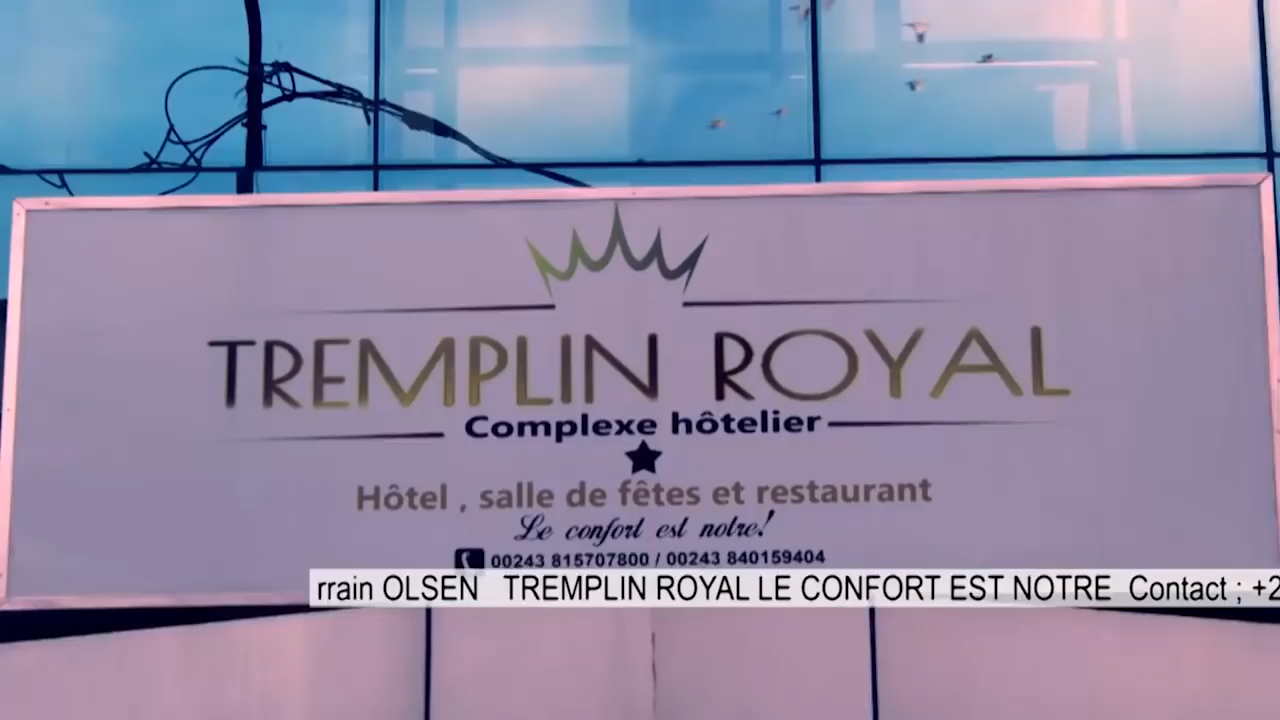 TREMPLIN ROYAL
Complexe hôtelier
Hôtel , salle de fêtes et restaurant
Le confort est notre!
00243 815707800 / 00243 840159404
rrain OLSEN TREMPLIN ROYAL LE CONFORT EST NOTRE Contact ; +2